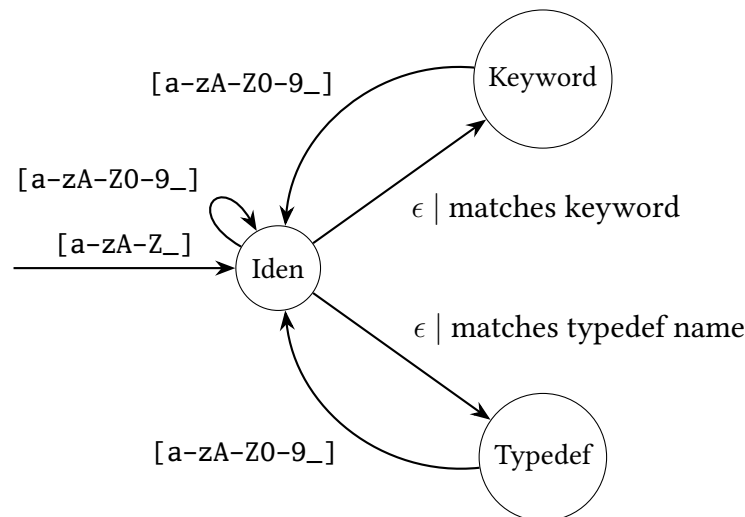 [a-zA-Z0-9_]
Keyword
[a-zA-Z0-9_]
ϵ | matches keyword
[a-zA-Z_]
Iden
ϵ | matches typedef name
[a-zA-Z0-9_]
Typedef